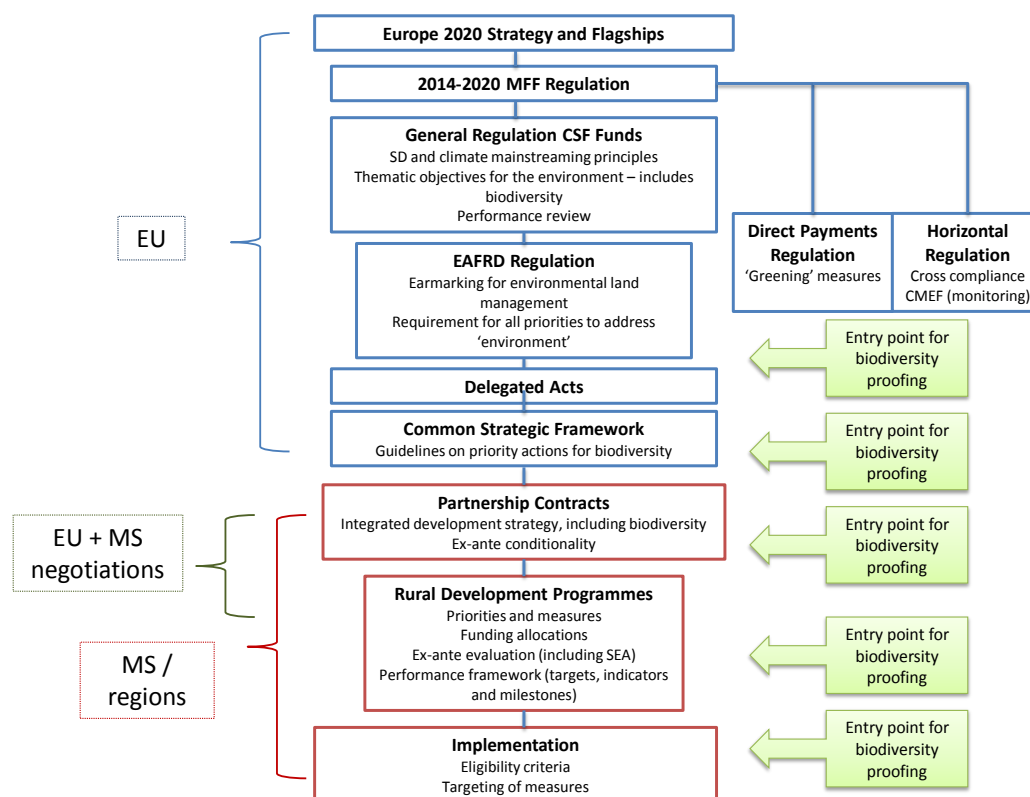 Europe 2020 Strategy and Flagships
2014-2020 MFF Regulation
General Regulation CSF Funds
SD and climate mainstreaming principles
Thematic objectives for the environment – includes
biodiversity
Performance review
EU
Direct Payments
Regulation
'Greening' measures
Horizontal
Regulation
Cross compliance
CMEF (monitoring)
EAFRD Regulation
Earmarking for environmental land
management
Requirement for all priorities to address
'environment'
Entry point for
biodiversity
proofing
Delegated Acts
Common Strategic Framework
Guidelines on priority actions for biodiversity
Entry point for
biodiversity
proofing
Partnership Contracts
Integrated development strategy, including biodiversity
Ex-ante conditionality
EU + MS
negotiations
Entry point for
biodiversity
proofing
Rural Development Programmes
Priorities and measures
Funding allocations
Ex-ante evaluation (including SEA)
Performance framework (targets, indicators
and milestones)
MS /
regions
Entry point for
biodiversity
proofing
Implementation
Eligibility criteria
Targeting of measures
Entry point for
biodiversity
proofing